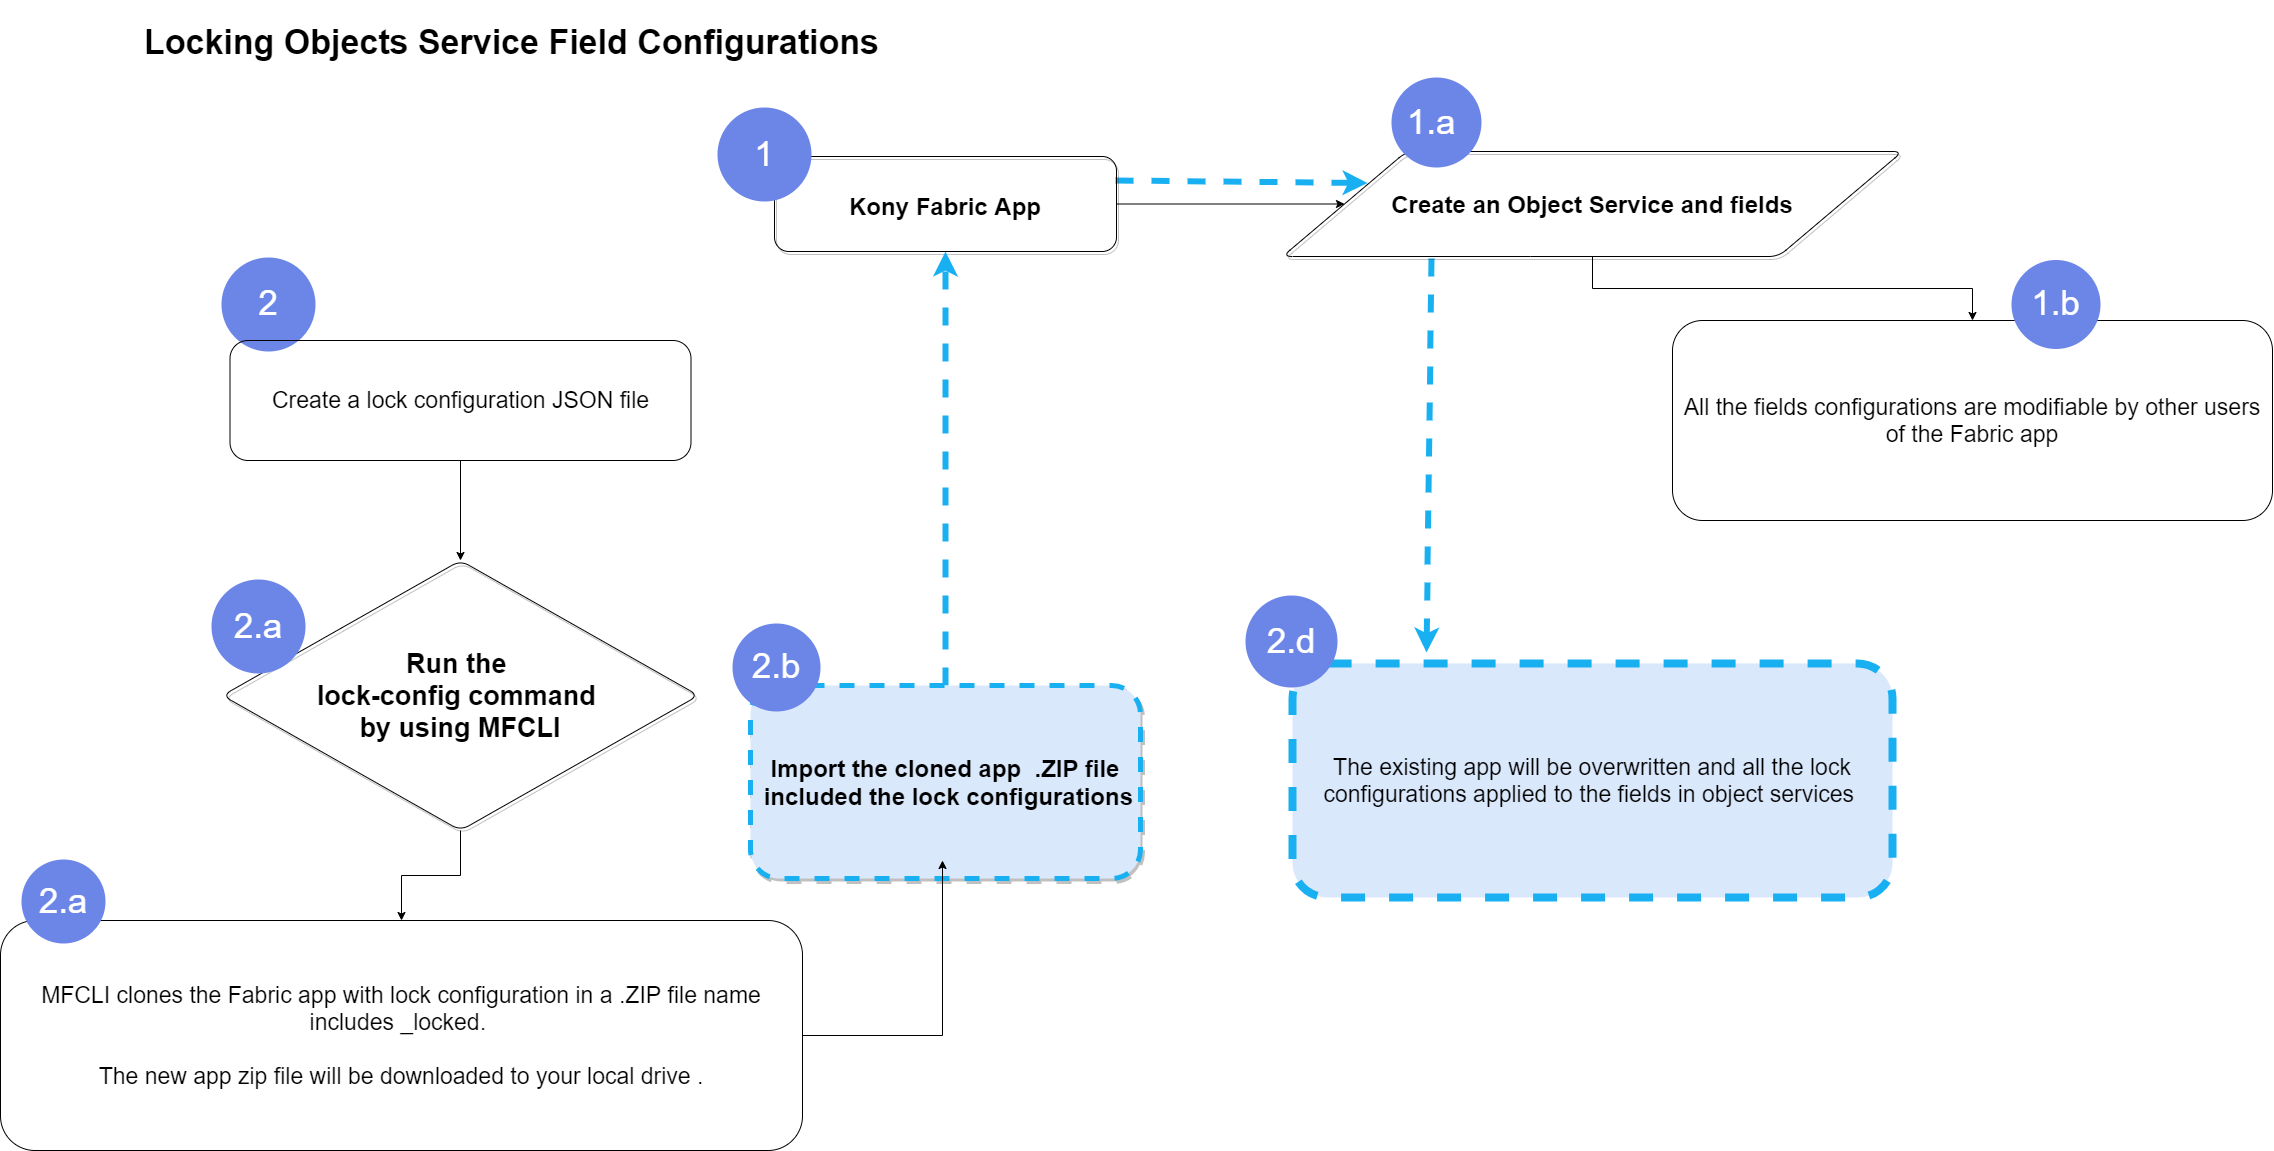 Locking Objects Service Field Configurations
1
Kony Fabric App
1.a
Create an Object Service and fields
1.b
All the fields configurations are modifiable by other users
of the Fabric app
2
Create a lock configuration JSON file
2.a
Run the
lock-config command
by using MFCLI
2.a
MFCLI clones the Fabric app with lock configuration in a .ZIP file name
includes _locked.
The new app zip file will be downloaded to your local drive .
2.b
Import the cloned app  .ZIP file
included the lock configurations
2.d
The existing app will be overwritten and all the lock
configurations applied to the fields in object services